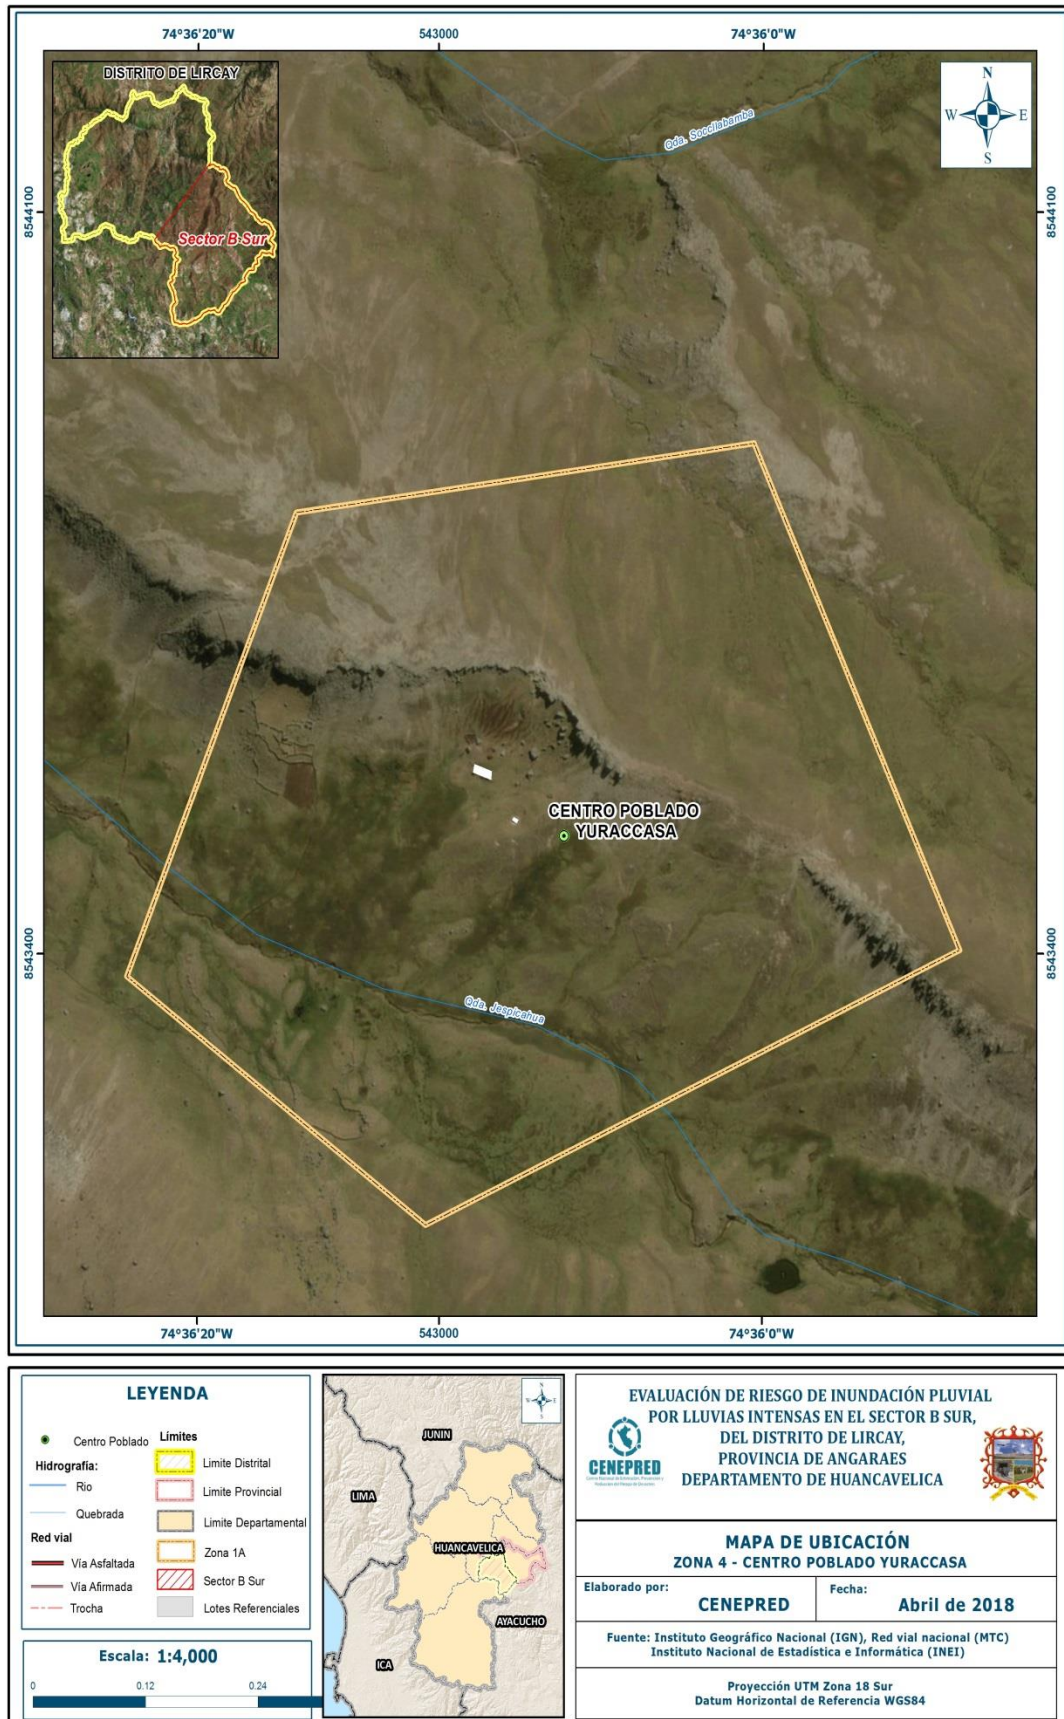 74°36'20"W
543000
74°36'0"W
DISTRITO DE LIRCAY
Sector B Sur
N
W
E
S
Qda. Soccllabamba
8544100
8544100
CENTRO POBLADO
YURACCASA
8543400
8543400
Qda. Jespicahua
74°36'20"W
543000
74°36'0"W
LEYENDA
Centro Poblado
Hidrografia:
Rio
Quebrada
Red vial
Vía Asfaltada
Vía Afirmada
Trocha
Límites
Limite Distrital
Limite Provincial
Limite Departamental
Zona 1A
Sector B Sur
Lotes Referenciales
Escala: 1:4,000
0
0.12
0.24
N
W
E
S
JUNIN
LIMA
HUANCAVELICA
AYACUCHO
ICA
EVALUACIÓN DE RIESGO DE INUNDACIÓN PLUVIAL
POR LLUVIAS INTENSAS EN EL SECTOR B SUR,
DEL DISTRITO DE LIRCAY,
PROVINCIA DE ANGARAES
DEPARTAMENTO DE HUANCAVELICA
CENEPRED
MAPA DE UBICACIÓN
ZONA 4 - CENTRO POBLADO YURACCASA
Elaborado por:
CENEPRED
Fecha:
Abril de 2018
Fuente: Instituto Geográfico Nacional (IGN), Red vial nacional (MTC)
Instituto Nacional de Estadística e Informática (INEI)
Proyección UTM Zona 18 Sur
Datum Horizontal de Referencia WGS84